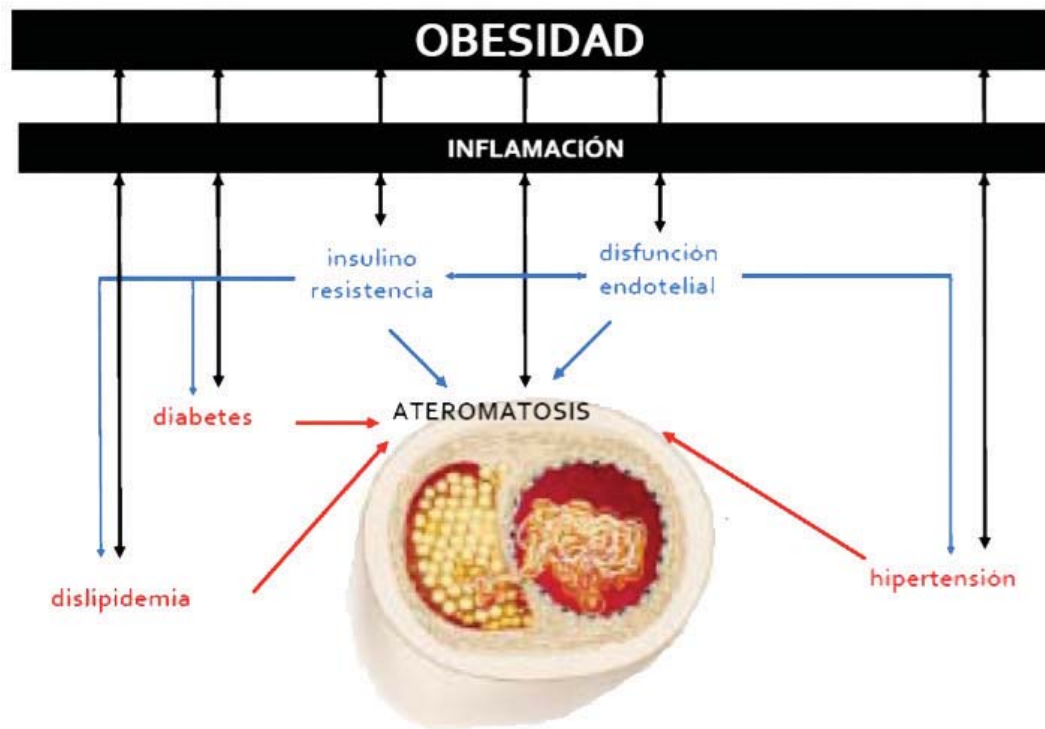 OBESIDAD
INFLAMACIÓN
insulino
resistencia
disfunción
endotelial
diabetes
ATEROMATOSIS
dislipidemia
hipertensión